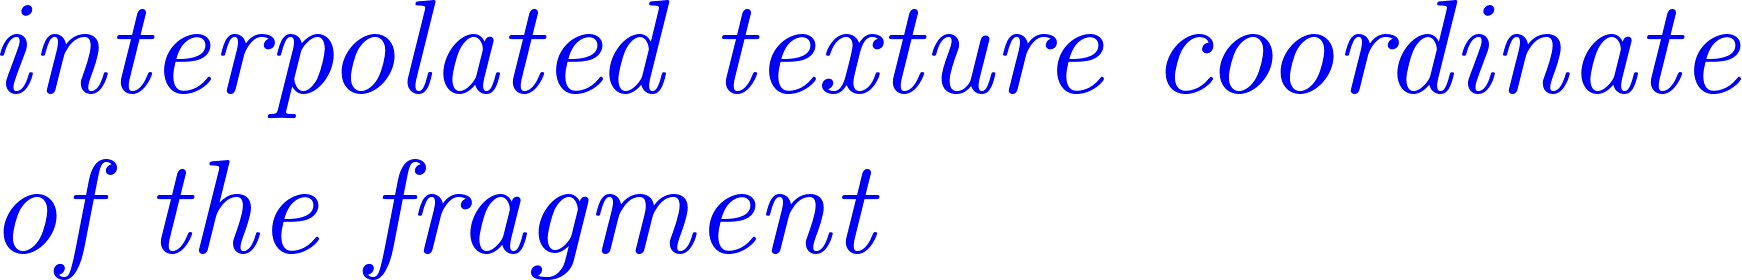 interpolated texture coordinate
of the fragment